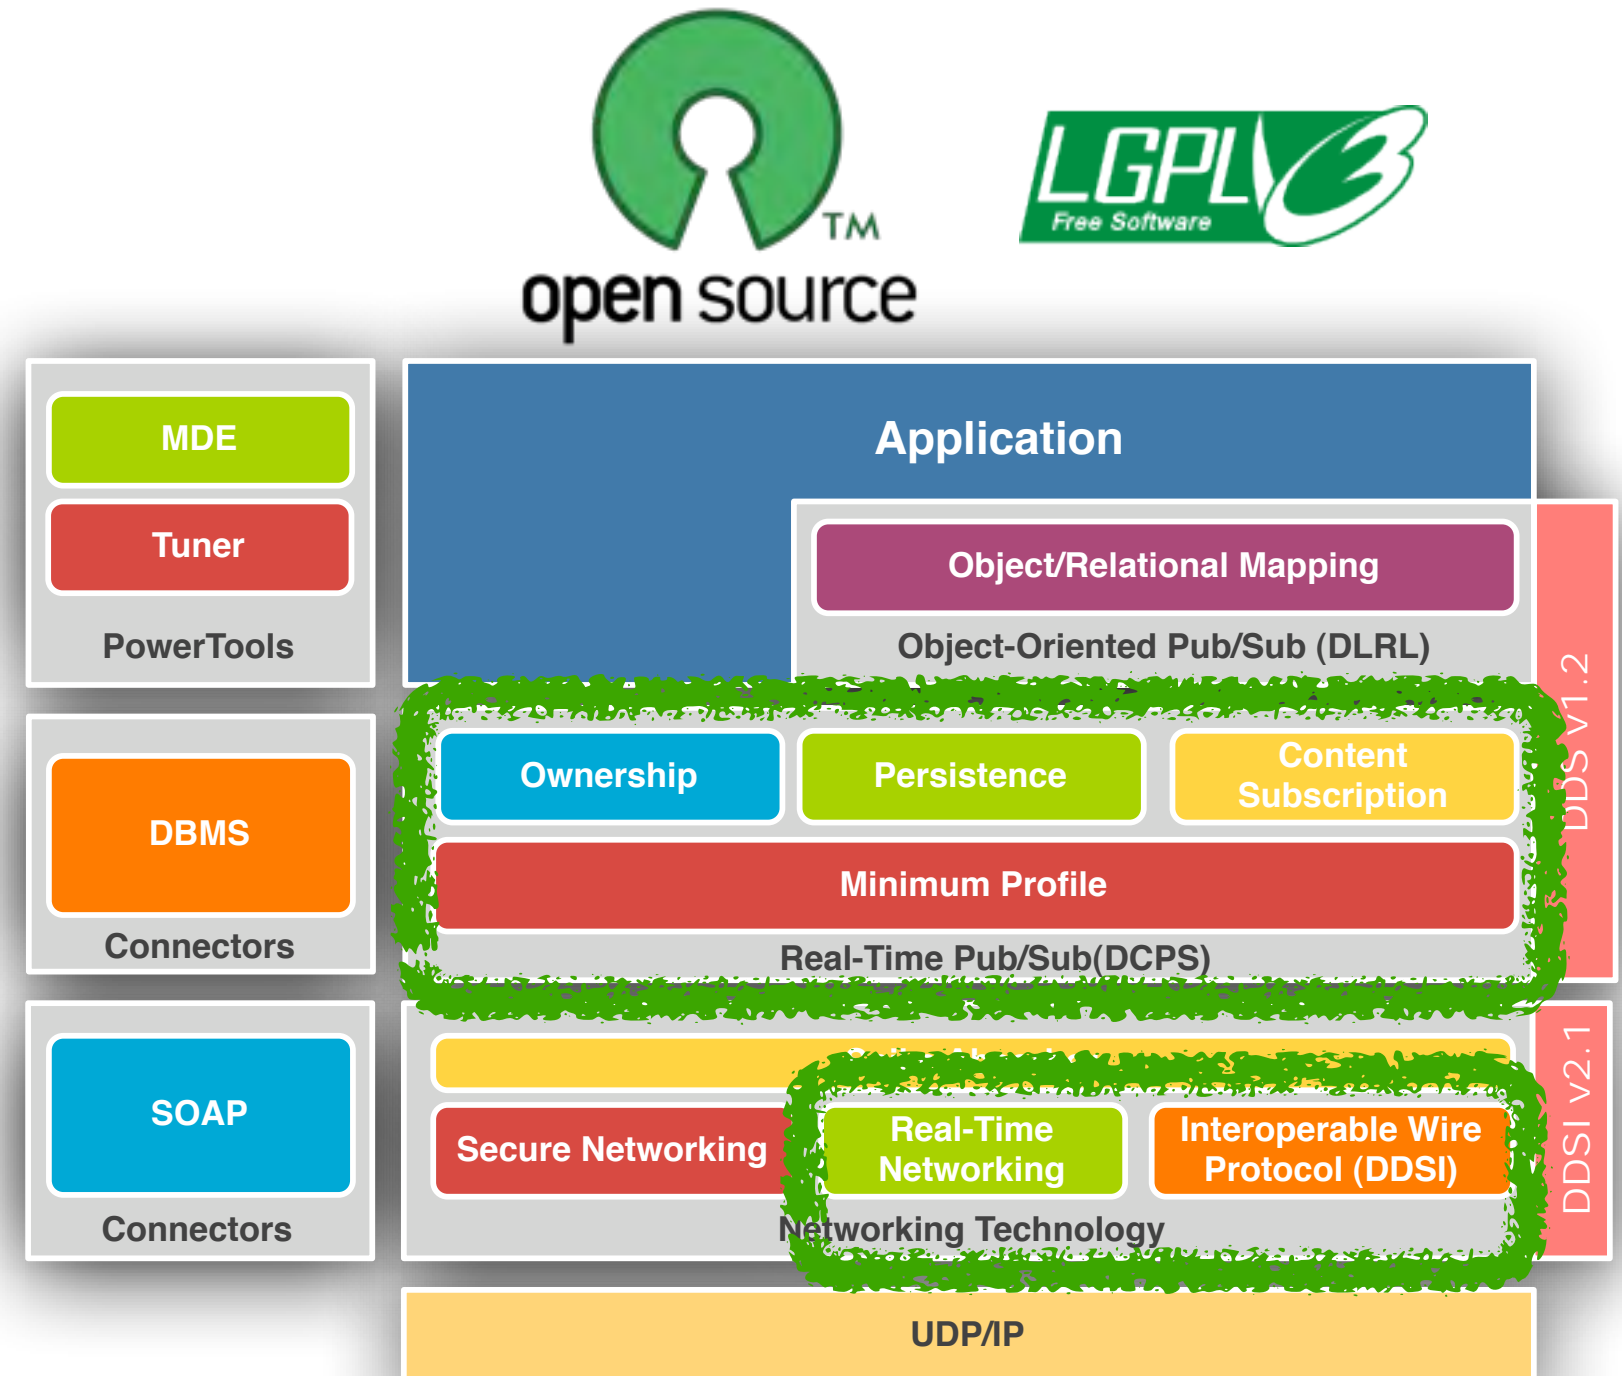 TM
open source
LGPLV3
Free Software
MDE
Tuner
PowerTools
DBMS
Connectors
SOAP
Connectors
Application
Object/Relational Mapping
Object-Oriented Pub/Sub (DLRL)
Ownership
Persistence
Content
Subscription
Minimum Profile
Real-Time Pub/Sub(DCPS)
DDS v1.2
Secure Networking
Real-Time
Networking
Interoperable Wire
Protocol (DDSI)
Networking Technology
DDSI v2.1
UDP/IP